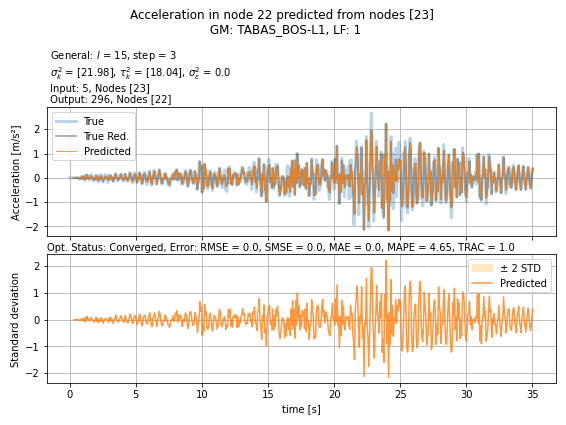 Acceleration in node 22 predicted from nodes [23]
GM: TABAS_BOS-L1, LF: 1
General: l = 15, step = 3
σ²ₖ = [21.98], τ²ₖ = [18.04], σ²ε = 0.0
Input: 5, Nodes [23]
Output: 296, Nodes [22]
True
True Red.
Predicted
Acceleration [m/s²]
2
1
0
−1
−2
Opt. Status: Converged, Error: RMSE = 0.0, SMSE = 0.0, MAE = 0.0, MAPE = 4.65, TRAC = 1.0
± 2 STD
Predicted
Standard deviation
2
1
0
−1
−2
0 5 10 15 20 25 30 35
time [s]